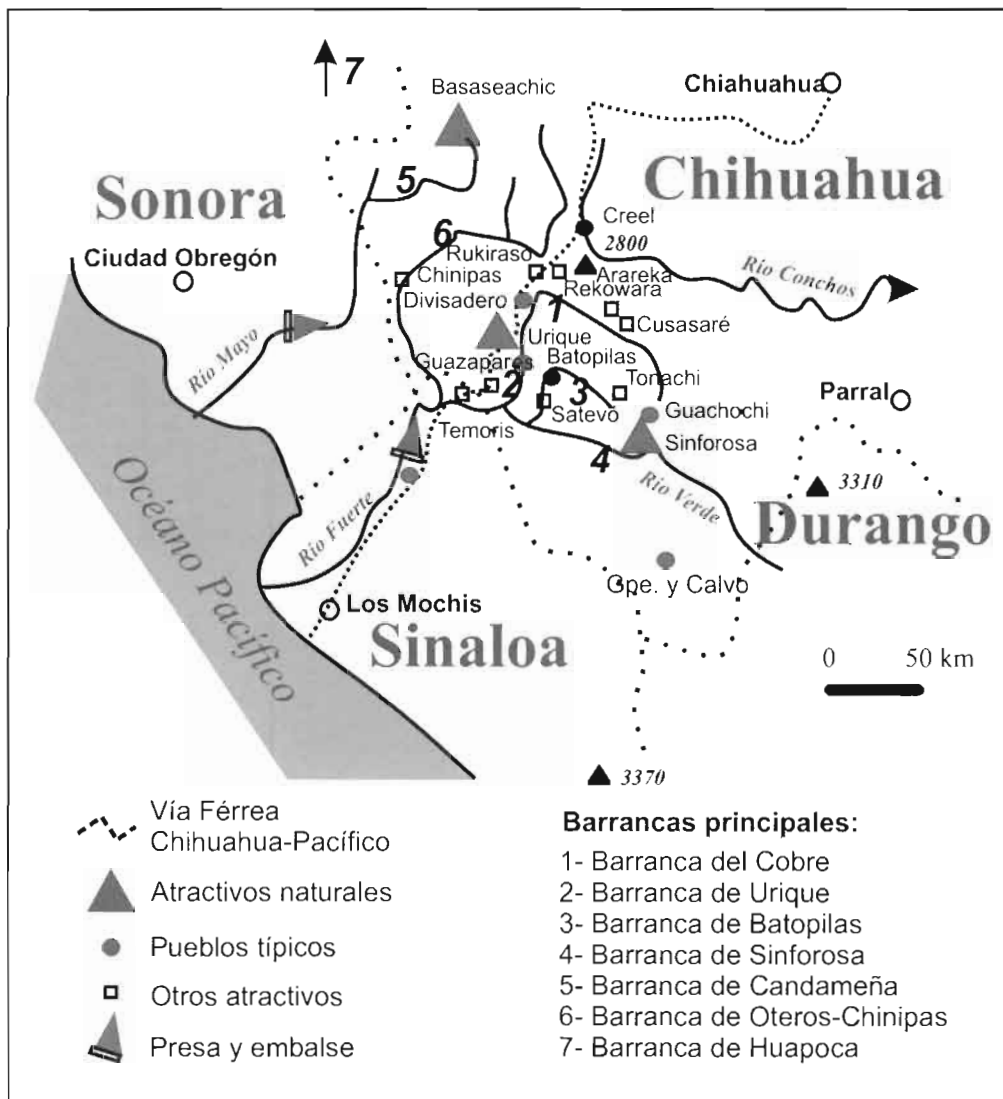 7
Basaseachic
Chiahuahua
5
Sonora
Chihuahua
Creel
6
2800
Ciudad Obregón
Rukiraso
Chinipas
Arareka
Río Conchos
Divisadero
Rekowara
1
Cusasaré
Río Mayo
Urique
Guazapares
Batopilas
2
3
Tonachi
Parral
Satevó
Guachochi
Temoris
Sinforosa
4
3310
Océano Pacífico
Río Fuerte
Río Verde
Durango
Gpe. y Calvo
Los Mochis
Sinaloa
0 50 km
3370
Vía Férrea
Chihuahua-Pacífico
Atractivos naturales
Pueblos típicos
Otros atractivos
Presa y embalse
Barrancas principales:
1- Barranca del Cobre
2- Barranca de Urique
3- Barranca de Batopilas
4- Barranca de Sinforosa
5- Barranca de Candameña
6- Barranca de Oteros-Chinipas
7- Barranca de Huapoca